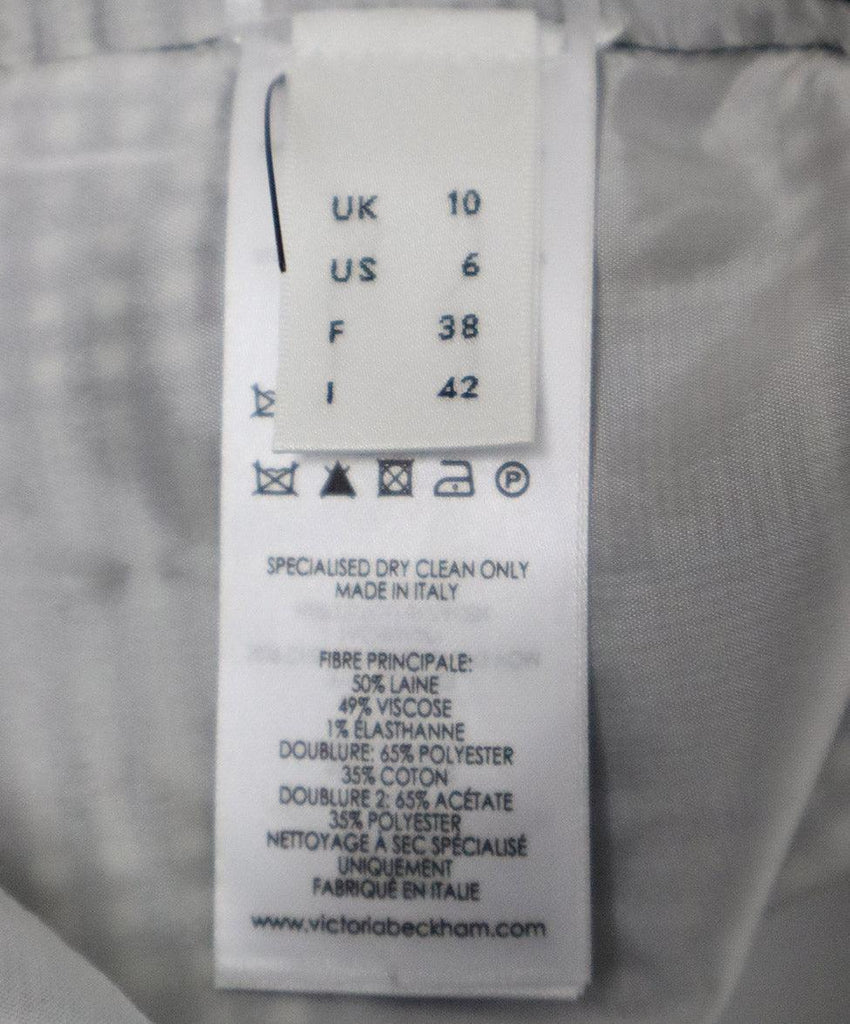 UK 10
US 6
F 38
I 42
P
SPECIALISED DRY CLEAN ONLY
MADE IN ITALY
FIBRE PRINCIPALE:
50% LAINE
49% VISCOSE
1% ÉLASTHANNE
DOUBLURE: 65% POLYESTER
35% COTON
DOUBLURE 2: 65% ACÉTATE
35% POLYESTER
NETTOYAGE À SEC SPÉCIALISÉ
UNIQUEMENT
FABRIQUÉ EN ITALIE
www.victoriabeckham.com